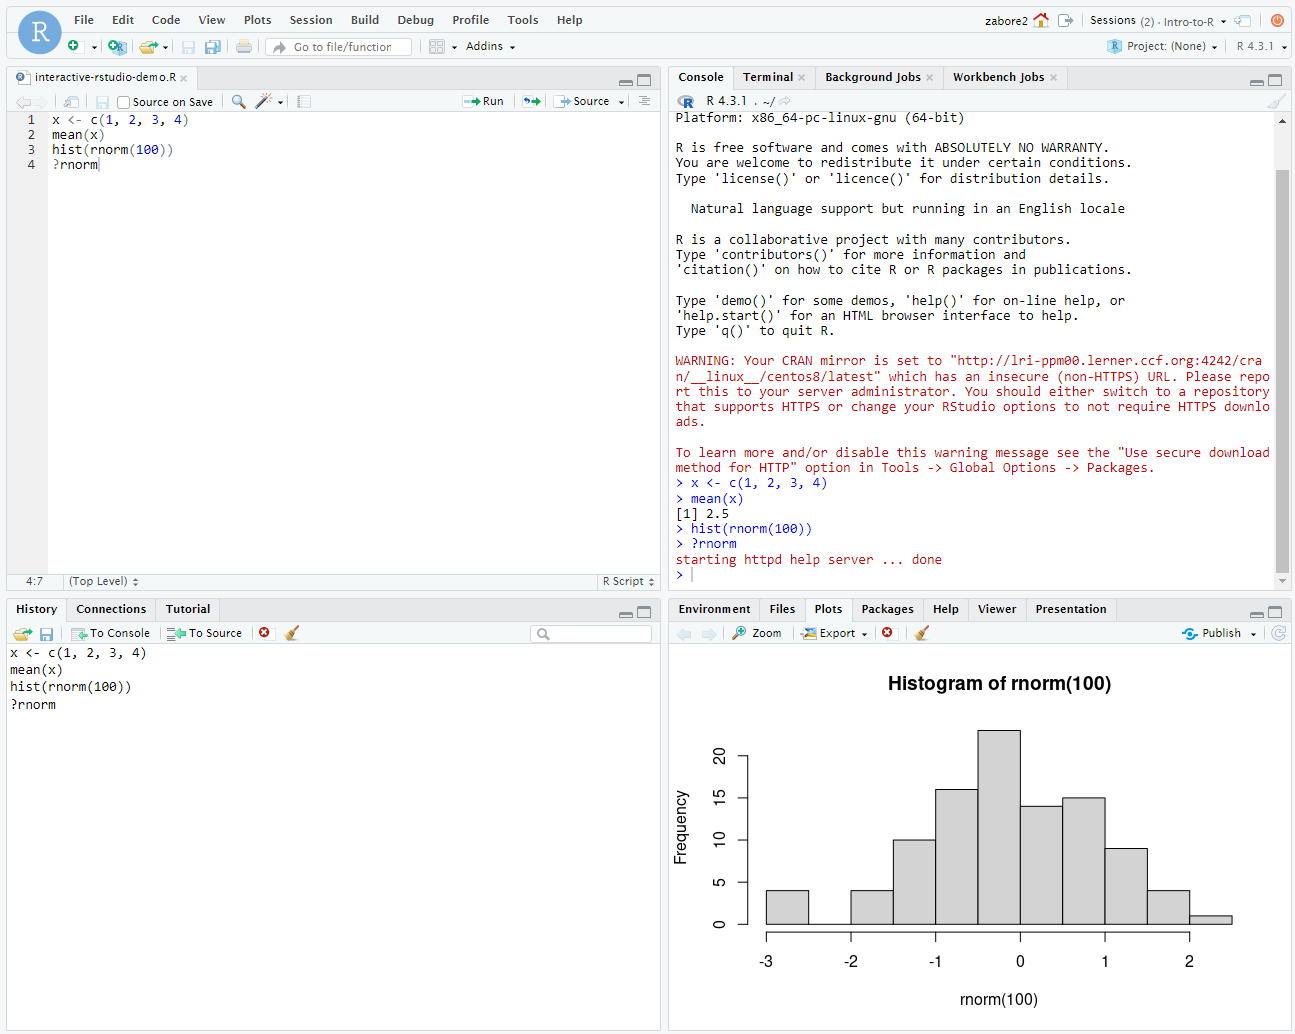 R
File Edit Code View Plots Session Build Debug Profile Tools Help
zabore2 Sessions (2) · Intro-to-R
Go to file/function Addins
Project: (None) R 4.3.1
interactive-rstudio-demo.R
Source on Save Run Source
1 x <- c(1, 2, 3, 4)
2 mean(x)
3 hist(rnorm(100))
4 ?rnorm
4:7 (Top Level) R Script
Console Terminal Background Jobs Workbench Jobs
R 4.3.1 . ~/
Platform: x86_64-pc-linux-gnu (64-bit)
R is free software and comes with ABSOLUTELY NO WARRANTY.
You are welcome to redistribute it under certain conditions.
Type 'license()' or 'licence()' for distribution details.
Natural language support but running in an English locale
R is a collaborative project with many contributors.
Type 'contributors()' for more information and
'citation()' on how to cite R or R packages in publications.
Type 'demo()' for some demos, 'help()' for on-line help, or
'help.start()' for an HTML browser interface to help.
Type 'q()' to quit R.
WARNING: Your CRAN mirror is set to "http://lri-ppm00.lerner.ccf.org:4242/cra
n/__linux__/centos8/latest" which has an insecure (non-HTTPS) URL. Please repo
rt this to your server administrator. You should either switch to a repository
that supports HTTPS or change your RStudio options to not require HTTPS downlo
ads.
To learn more and/or disable this warning message see the "Use secure download
method for HTTP" option in Tools -> Global Options -> Packages.
> x <- c(1, 2, 3, 4)
> mean(x)
[1] 2.5
> hist(rnorm(100))
> ?rnorm
starting httpd help server ... done
>
History Connections Tutorial
To Console To Source
x <- c(1, 2, 3, 4)
mean(x)
hist(rnorm(100))
?rnorm
Environment Files Plots Packages Help Viewer Presentation
Zoom Export Publish
Histogram of rnorm(100)
Frequency
20
15
10
5
0
-3 -2 -1 0 1 2
rnorm(100)